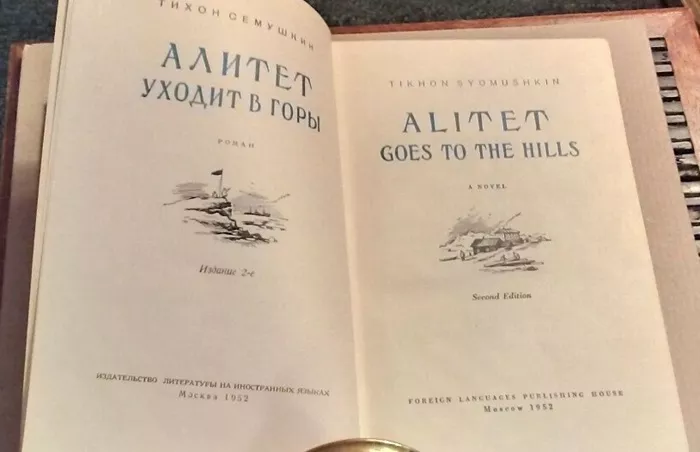 ТИХОН СЕМУШКИН
АЛИТЕТ
УХОДИТ В ГОРЫ
РОМАН
Издание 2-е
ИЗДАТЕЛЬСТВО ЛИТЕРАТУРЫ НА ИНОСТРАННЫХ ЯЗЫКАХ
Москва 1952
TIKHON SYOMUSHKIN
ALITET
GOES TO THE HILLS
A NOVEL
Second Edition
FOREIGN LANGUAGES PUBLISHING HOUSE
Moscow 1952